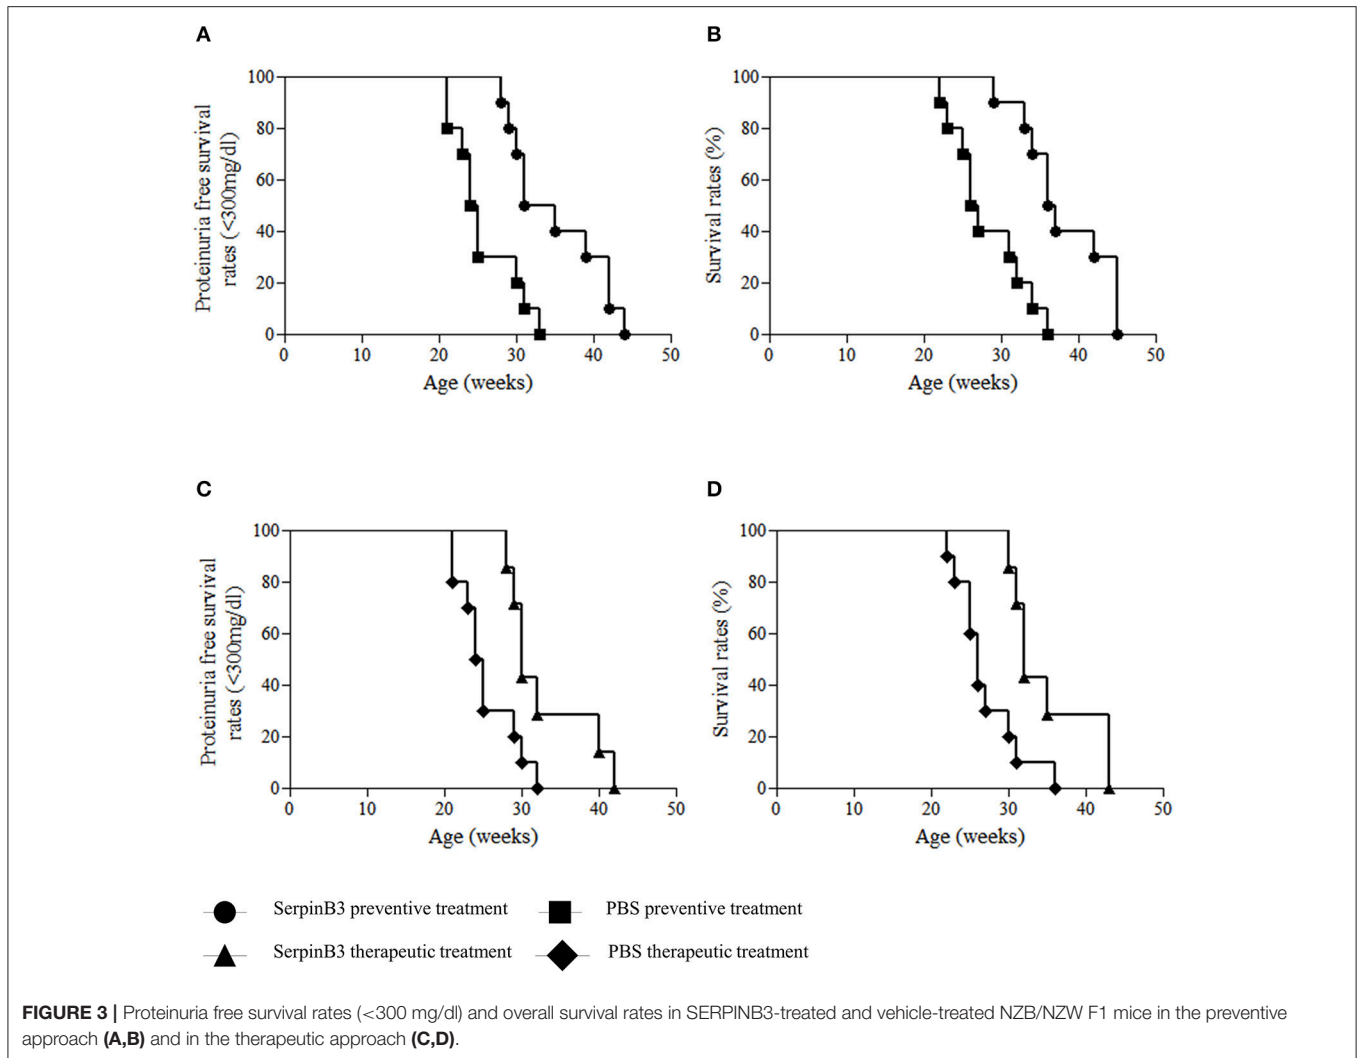 A
B
Proteinuria free survival
rates (<300mg/dl)
100
80
60
40
20
0
0 10 20 30 40 50
Age (weeks)
Survival rates (%)
100
80
60
40
20
0
0 10 20 30 40 50
Age (weeks)
C
D
Proteinuria free survival
rates (<300mg/dl)
100
80
60
40
20
0
0 10 20 30 40 50
Age (weeks)
Survival rates (%)
100
80
60
40
20
0
0 10 20 30 40 50
Age (weeks)
SerpinB3 preventive treatment
PBS preventive treatment
SerpinB3 therapeutic treatment
PBS therapeutic treatment
FIGURE 3 | Proteinuria free survival rates (<300 mg/dl) and overall survival rates in SERPINB3-treated and vehicle-treated NZB/NZW F1 mice in the preventive
approach (A,B) and in the therapeutic approach (C,D).